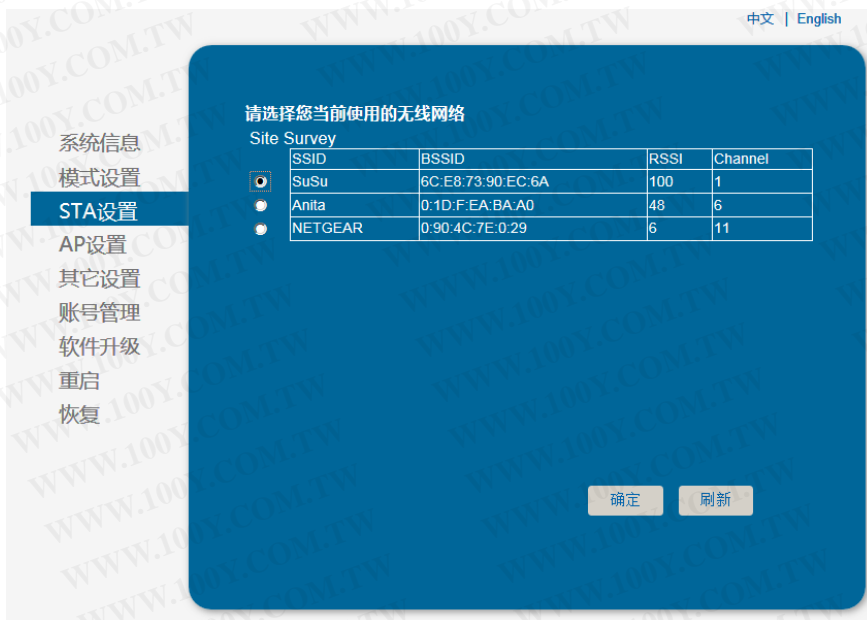 中文 | English
请选择您当前使用的无线网络
Site Survey
SSID BSSID RSSI Channel
SuSu 6C:E8:73:90:EC:6A 100 1
Anita 0:1D:F:EA:BA:A0 48 6
NETGEAR 0:90:4C:7E:0:29 6 11
系统信息
模式设置
STA设置
AP设置
其它设置
账号管理
软件升级
重启
恢复
确定 刷新
WWW.100Y.COM.TW